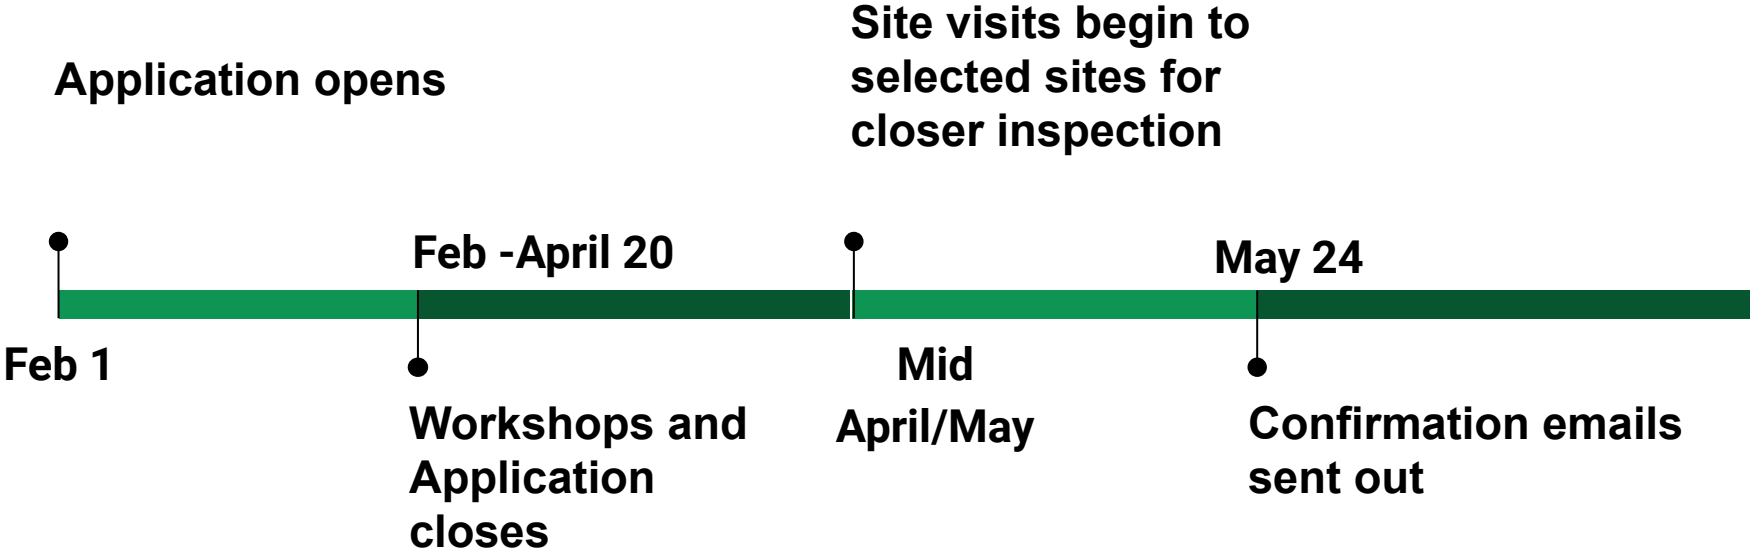 Application opens
Feb 1
Feb -April 20
Workshops and
Application
closes
Site visits begin to
selected sites for
closer inspection
Mid
April/May
May 24
Confirmation emails
sent out